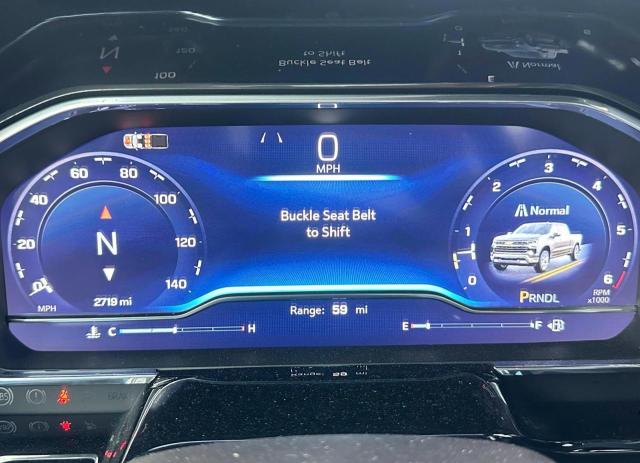 0
MPH
Buckle Seat Belt
to Shift
0 20 40 60 80 100 120 140
MPH
N
2719 mi
Range: 59 mi
C H
E F
0 1 2 3 4 5 6
RPM
x1000
Normal
PRNDL